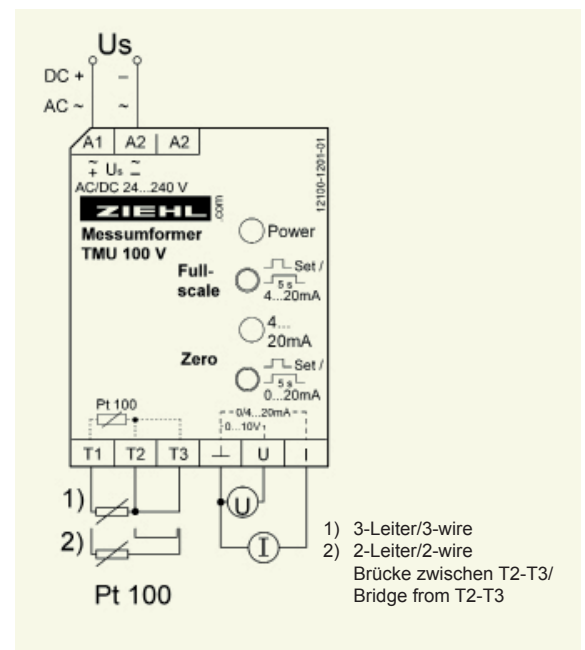 Us
DC + –
AC ~ ~
A1 A2 A2
~ + Us ~ –
AC/DC 24...240 V
12100-1201-01
ZIEHL .com
Messumformer
TMU 100 V
Power
Full-
scale
Set /
5 s
4...20mA
4...
20mA
Zero
Set /
5 s
0...20mA
Pt 100
0/4...20mA
0...10V
T1 T2 T3 ⊥ U I
1)
U
2)
I
Pt 100
1) 3-Leiter/3-wire
2) 2-Leiter/2-wire
Brücke zwischen T2-T3/
Bridge from T2-T3